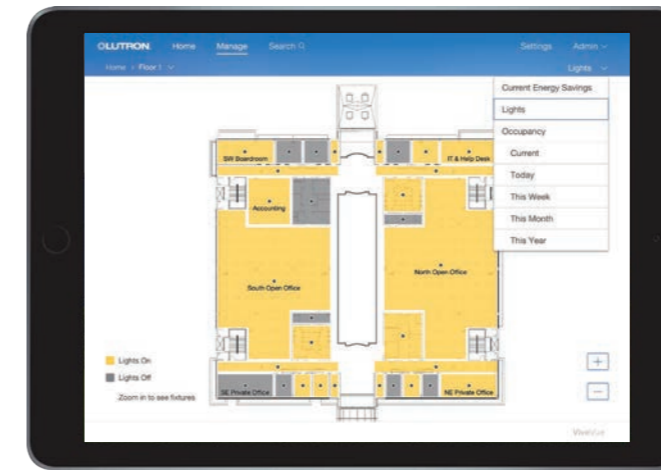 LUTRON Home Manage Search Settings Admin
Home > Floor 1 Lights
Current Energy Savings
Lights
Occupancy
Current
Today
This Week
This Month
This Year
SW Boardroom
IT & Help Desk
Accounting
North Open Office
South Open Office
Lights On
Lights Off
Zoom in to see fixtures
SE Private Office
NE Private Office
+
−
Vive Vue